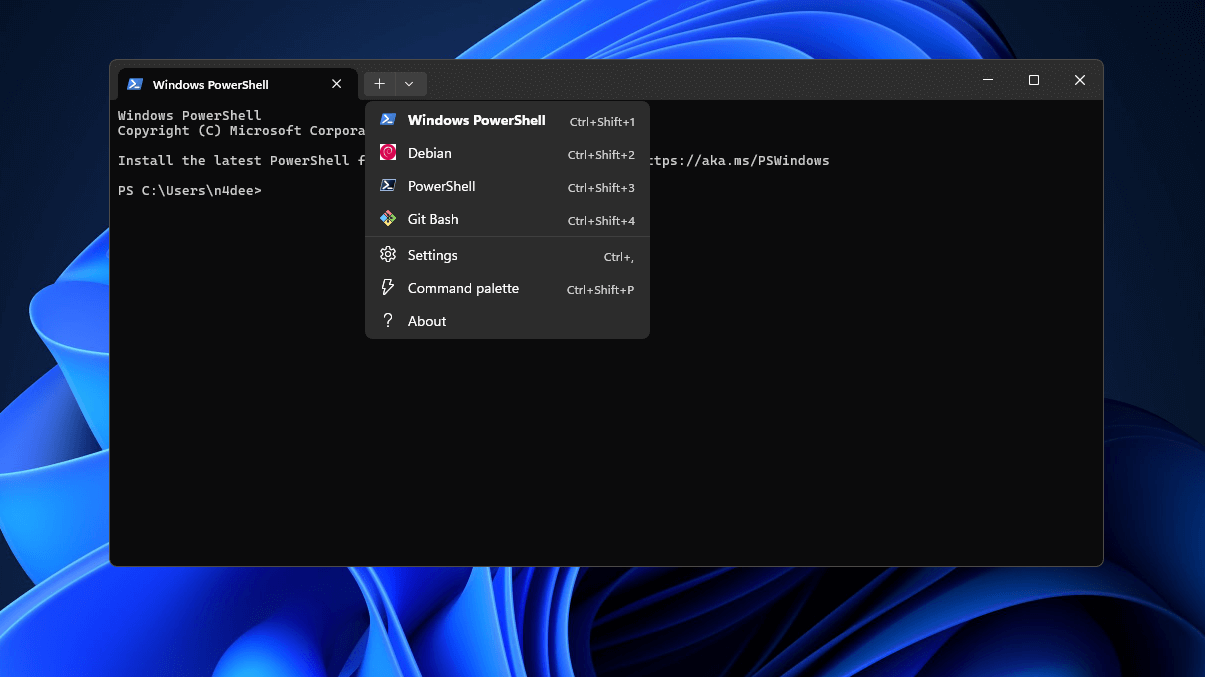 Windows PowerShell
Windows PowerShell
Copyright (C) Microsoft Corpora
Install the latest PowerShell f
ttps://aka.ms/PSWindows
PS C:\Users\n4dee>
Windows PowerShell Ctrl+Shift+1
Debian Ctrl+Shift+2
PowerShell Ctrl+Shift+3
Git Bash Ctrl+Shift+4
Settings Ctrl+,
Command palette Ctrl+Shift+P
? About